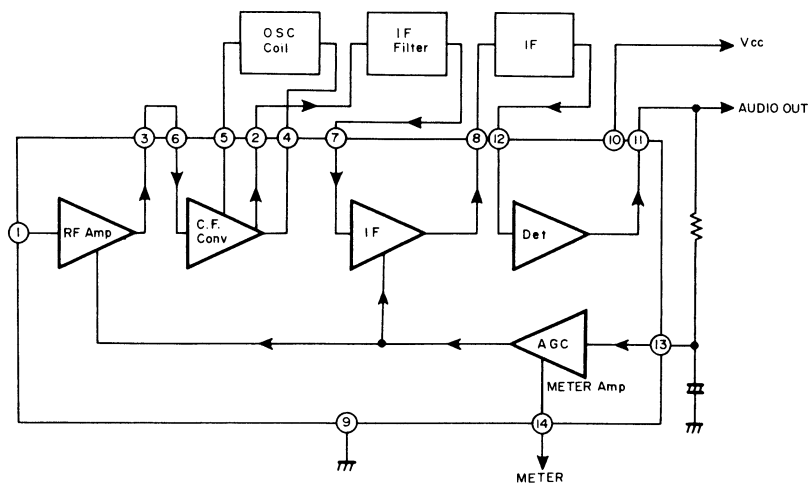 OSC
Coil
IF
Filter
IF
Vcc
AUDIO OUT
3
6
5
2
4
7
8
12
10
11
1
RF Amp
C.F.
Conv
IF
Det
AGC
13
METER Amp
9
14
METER